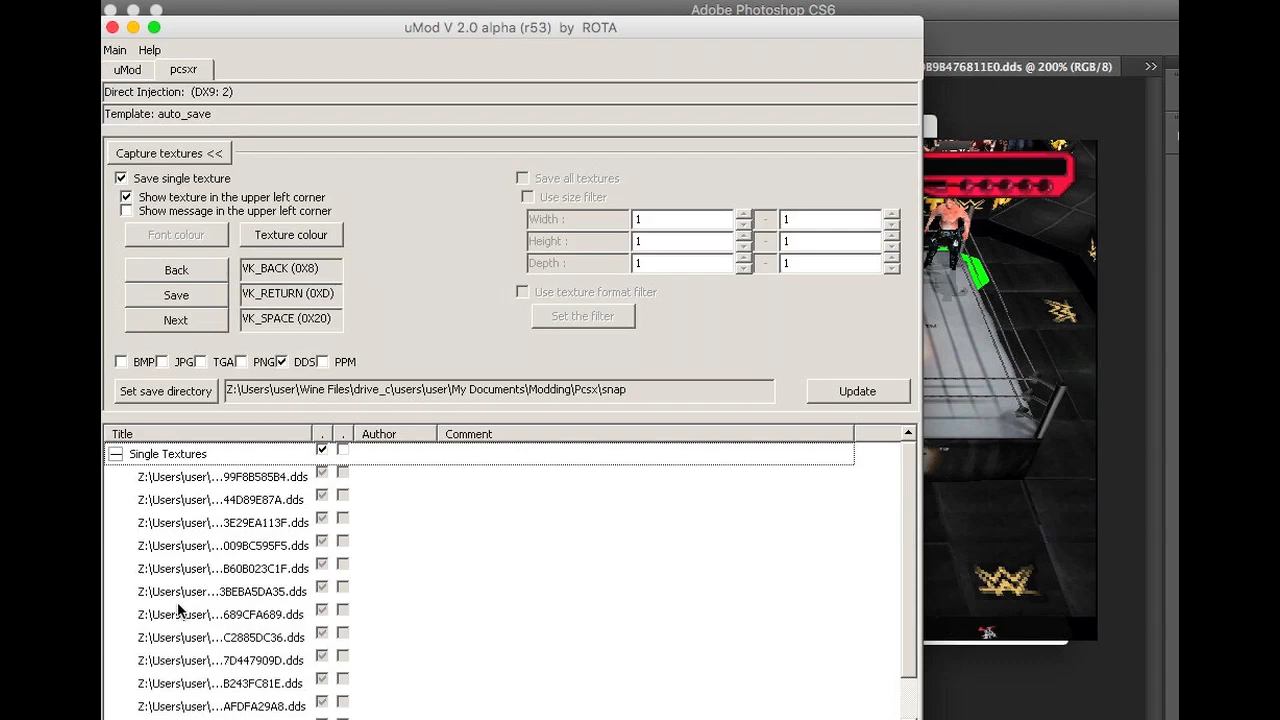 Adobe Photoshop CS6
uMod V 2.0 alpha (r53) by ROTA
Main Help
uMod pcsxr
Direct Injection: (DX9: 2)
Template: auto_save
Capture textures <<
Save single texture
Show texture in the upper left corner
Show message in the upper left corner
Font colour Texture colour
Back VK_BACK (0X8)
Save VK_RETURN (0XD)
Next VK_SPACE (0X20)
Save all textures
Use size filter
Width : 1 - 1
Height : 1 - 1
Depth : 1 - 1
Use texture format filter
Set the filter
BMP JPG TGA PNG DDS PPM
Set save directory Z:\Users\user\Wine Files\drive_c\users\user\My Documents\Modding\Pcsx\snap Update
Title . . Author Comment
Single Textures
Z:\Users\user\...99F8B585B4.dds
Z:\Users\user\...44D89E87A.dds
Z:\Users\user\...3E29EA113F.dds
Z:\Users\user\...009BC595F5.dds
Z:\Users\user\...B60B023C1F.dds
Z:\Users\user...3BEBA5DA35.dds
Z:\Users\user\...689CFA689.dds
Z:\Users\user\...C2885DC36.dds
Z:\Users\user\...7D447909D.dds
Z:\Users\user\...B243FC81E.dds
Z:\Users\user\...AFDFA29A8.dds
9B476811E0.dds @ 200% (RGB/8) >>